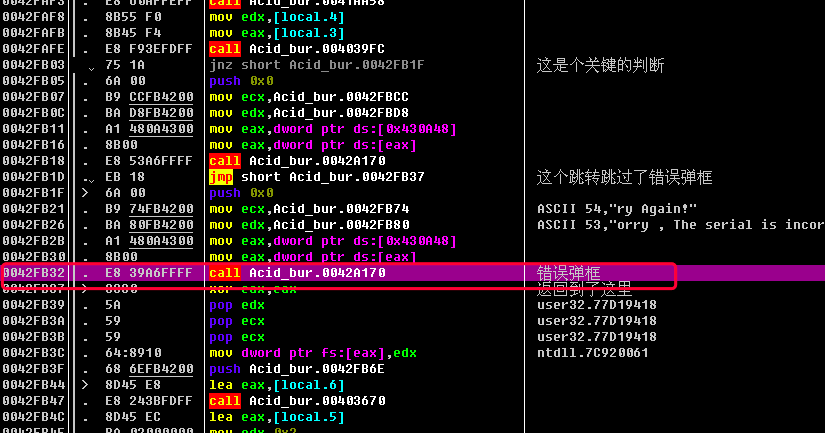 0042FAF3 . E8 60AFFEFF call Acid_bur.0041AA58
0042FAF8 . 8B55 F0 mov edx,[local.4]
0042FAFB . 8B45 F4 mov eax,[local.3]
0042FAFE . E8 F93EFDFF call Acid_bur.004039FC
0042FB03 . 75 1A jnz short Acid_bur.0042FB1F 这是个关键的判断
0042FB05 . 6A 00 push 0x0
0042FB07 . B9 CCFB4200 mov ecx,Acid_bur.0042FBCC
0042FB0C . BA D8FB4200 mov edx,Acid_bur.0042FBD8
0042FB11 . A1 480A4300 mov eax,dword ptr ds:[0x430A48]
0042FB16 . 8B00 mov eax,dword ptr ds:[eax]
0042FB18 . E8 53A6FFFF call Acid_bur.0042A170
0042FB1D . EB 18 jmp short Acid_bur.0042FB37 这个跳转跳过了错误弹框
0042FB1F > 6A 00 push 0x0
0042FB21 . B9 74FB4200 mov ecx,Acid_bur.0042FB74 ASCII 54,"ry Again!"
0042FB26 . BA 80FB4200 mov edx,Acid_bur.0042FB80 ASCII 53,"orry , The serial is incor
0042FB2B . A1 480A4300 mov eax,dword ptr ds:[0x430A48]
0042FB30 . 8B00 mov eax,dword ptr ds:[eax]
0042FB32 . E8 39A6FFFF call Acid_bur.0042A170 错误弹框
0042FB37 > 33C0 xor eax,eax 返回到了这里
0042FB39 . 5A pop edx user32.77D19418
0042FB3A . 59 pop ecx user32.77D19418
0042FB3B . 59 pop ecx user32.77D19418
0042FB3C . 64:8910 mov dword ptr fs:[eax],edx ntdll.7C920061
0042FB3F . 68 6EFB4200 push Acid_bur.0042FB6E
0042FB44 > 8D45 E8 lea eax,[local.6]
0042FB47 . E8 243BFDFF call Acid_bur.00403670
0042FB4C . 8D45 EC lea eax,[local.5]
0042FB4F . BA 02000000 mov edx,0x2